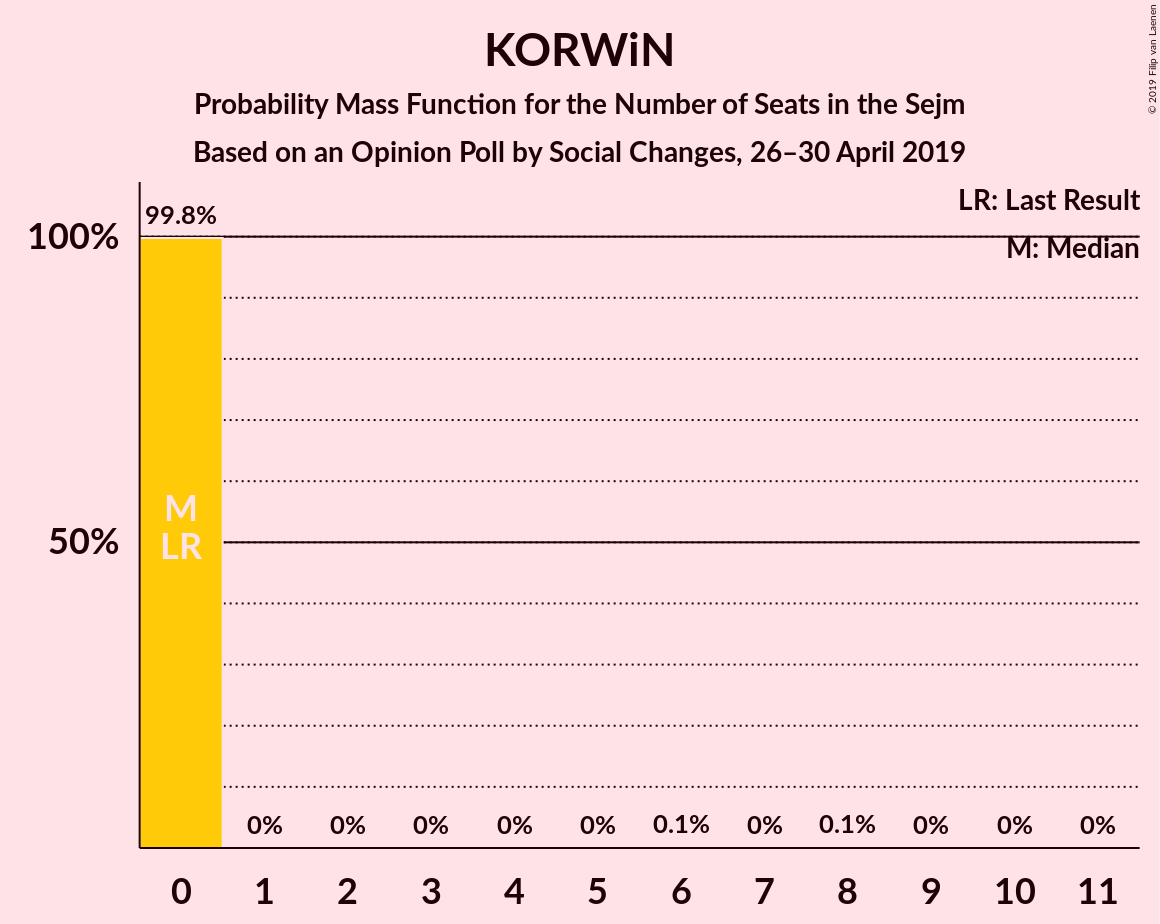 KORWiN
Probability Mass Function for the Number of Seats in the Sejm
Based on an Opinion Poll by Social Changes, 26–30 April 2019
© 2019 Filip van Laenen
LR: Last Result
M: Median
99.8%
100%
50%
M
LR
0% 0% 0% 0% 0% 0.1% 0% 0.1% 0% 0% 0%
0 1 2 3 4 5 6 7 8 9 10 11